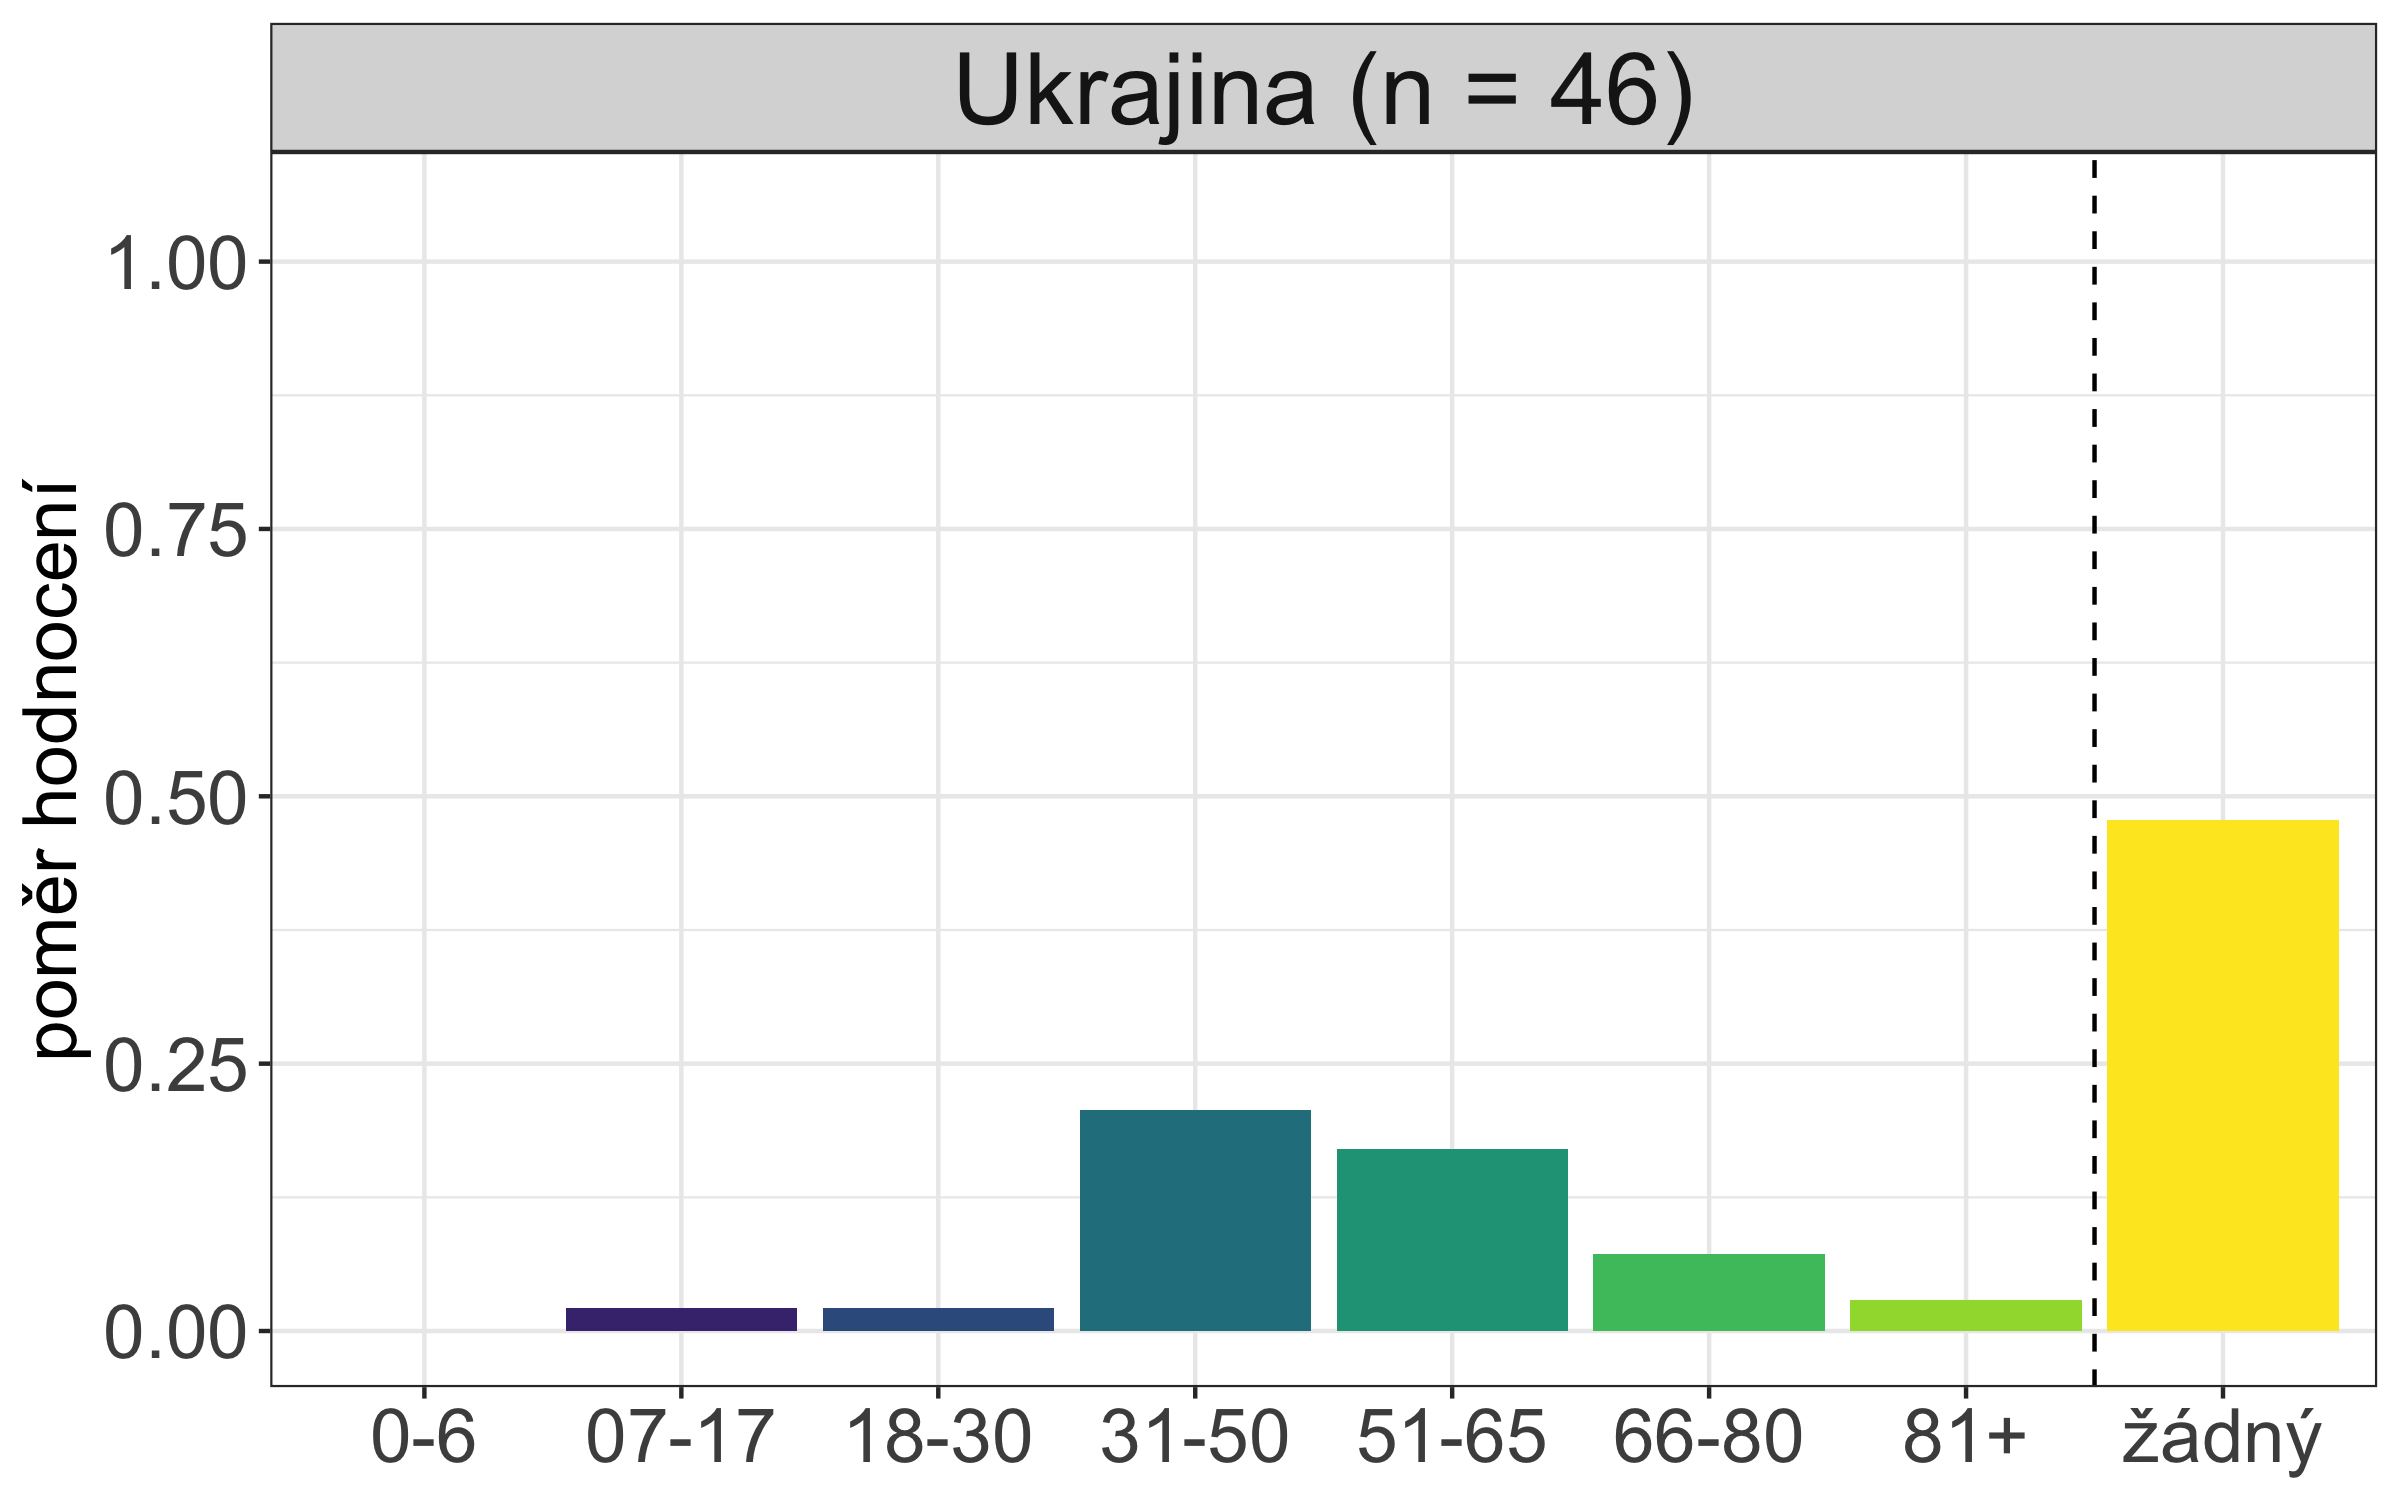 Ukrajina (n = 46)
poměr hodnocení
1.00
0.75
0.50
0.25
0.00
0-6 07-17 18-30 31-50 51-65 66-80 81+ žádný